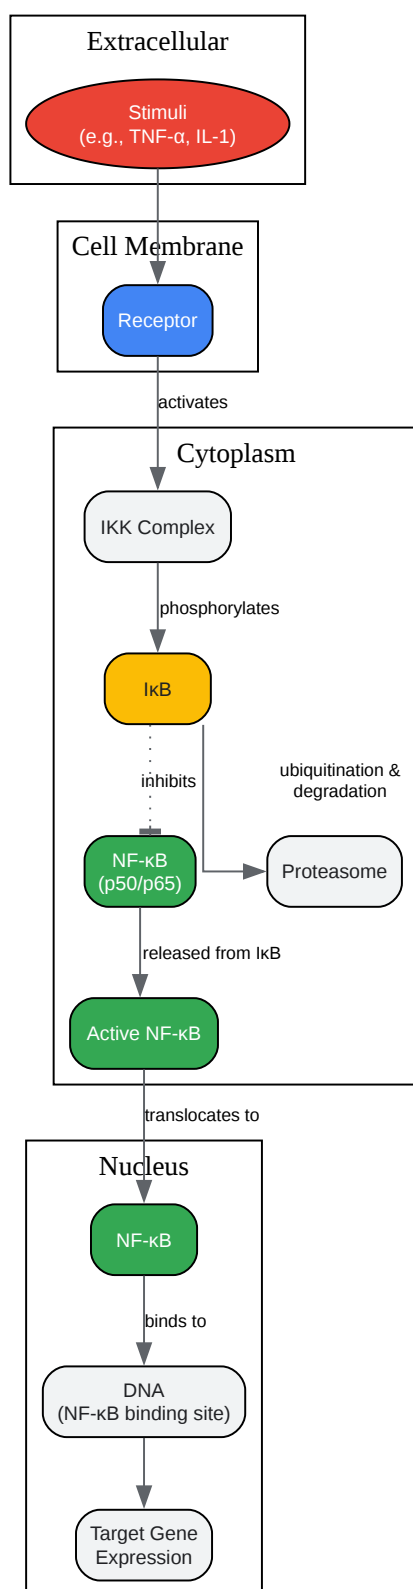 Extracellular
Stimuli
(e.g., TNF-α, IL-1)
Cell Membrane
Receptor
activates
Cytoplasm
IKK Complex
phosphorylates
IκB
inhibits
ubiquitination &
degradation
NF-κB
(p50/p65)
Proteasome
released from IκB
Active NF-κB
translocates to
Nucleus
NF-κB
binds to
DNA
(NF-κB binding site)
Target Gene
Expression